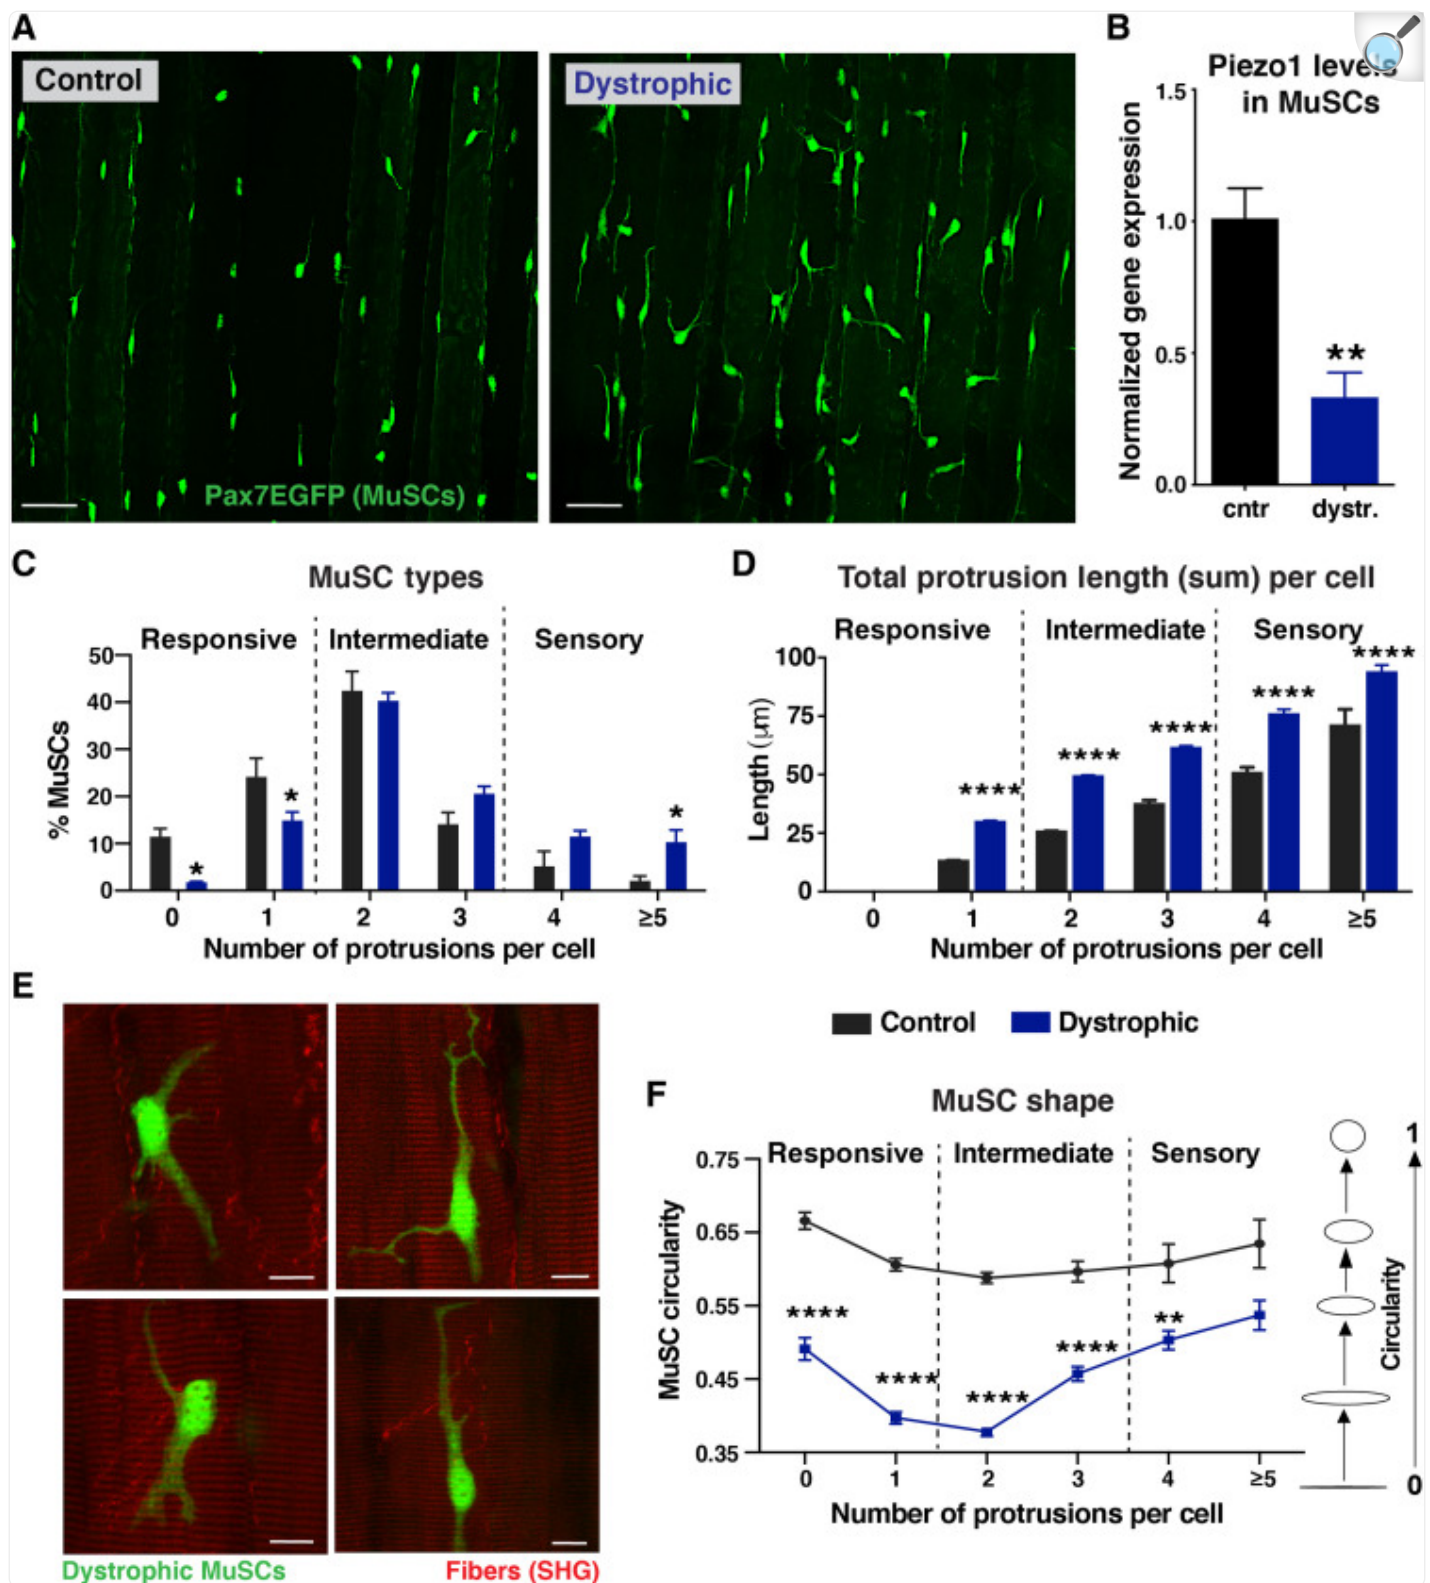 A
Control
Pax7EGFP (MuSCs)
Dystrophic
B
Piezo1 levels
in MuSCs
Normalized gene expression
1.5
1.0
0.5
0.0
**
cntr dystr.
C
MuSC types
Responsive Intermediate Sensory
% MuSCs
50
40
30
20
10
0
* * *
0 1 2 3 4 ≥5
Number of protrusions per cell
D
Total protrusion length (sum) per cell
Responsive Intermediate Sensory
Length (μm)
100
75
50
25
0
**** **** **** **** ****
0 1 2 3 4 ≥5
Number of protrusions per cell
Control Dystrophic
E
Dystrophic MuSCs Fibers (SHG)
F
MuSC shape
Responsive Intermediate Sensory
MuSC circularity
0.75
0.65
0.55
0.45
0.35
**** **** **** **** **
0 1 2 3 4 ≥5
Number of protrusions per cell
1
Circularity
0